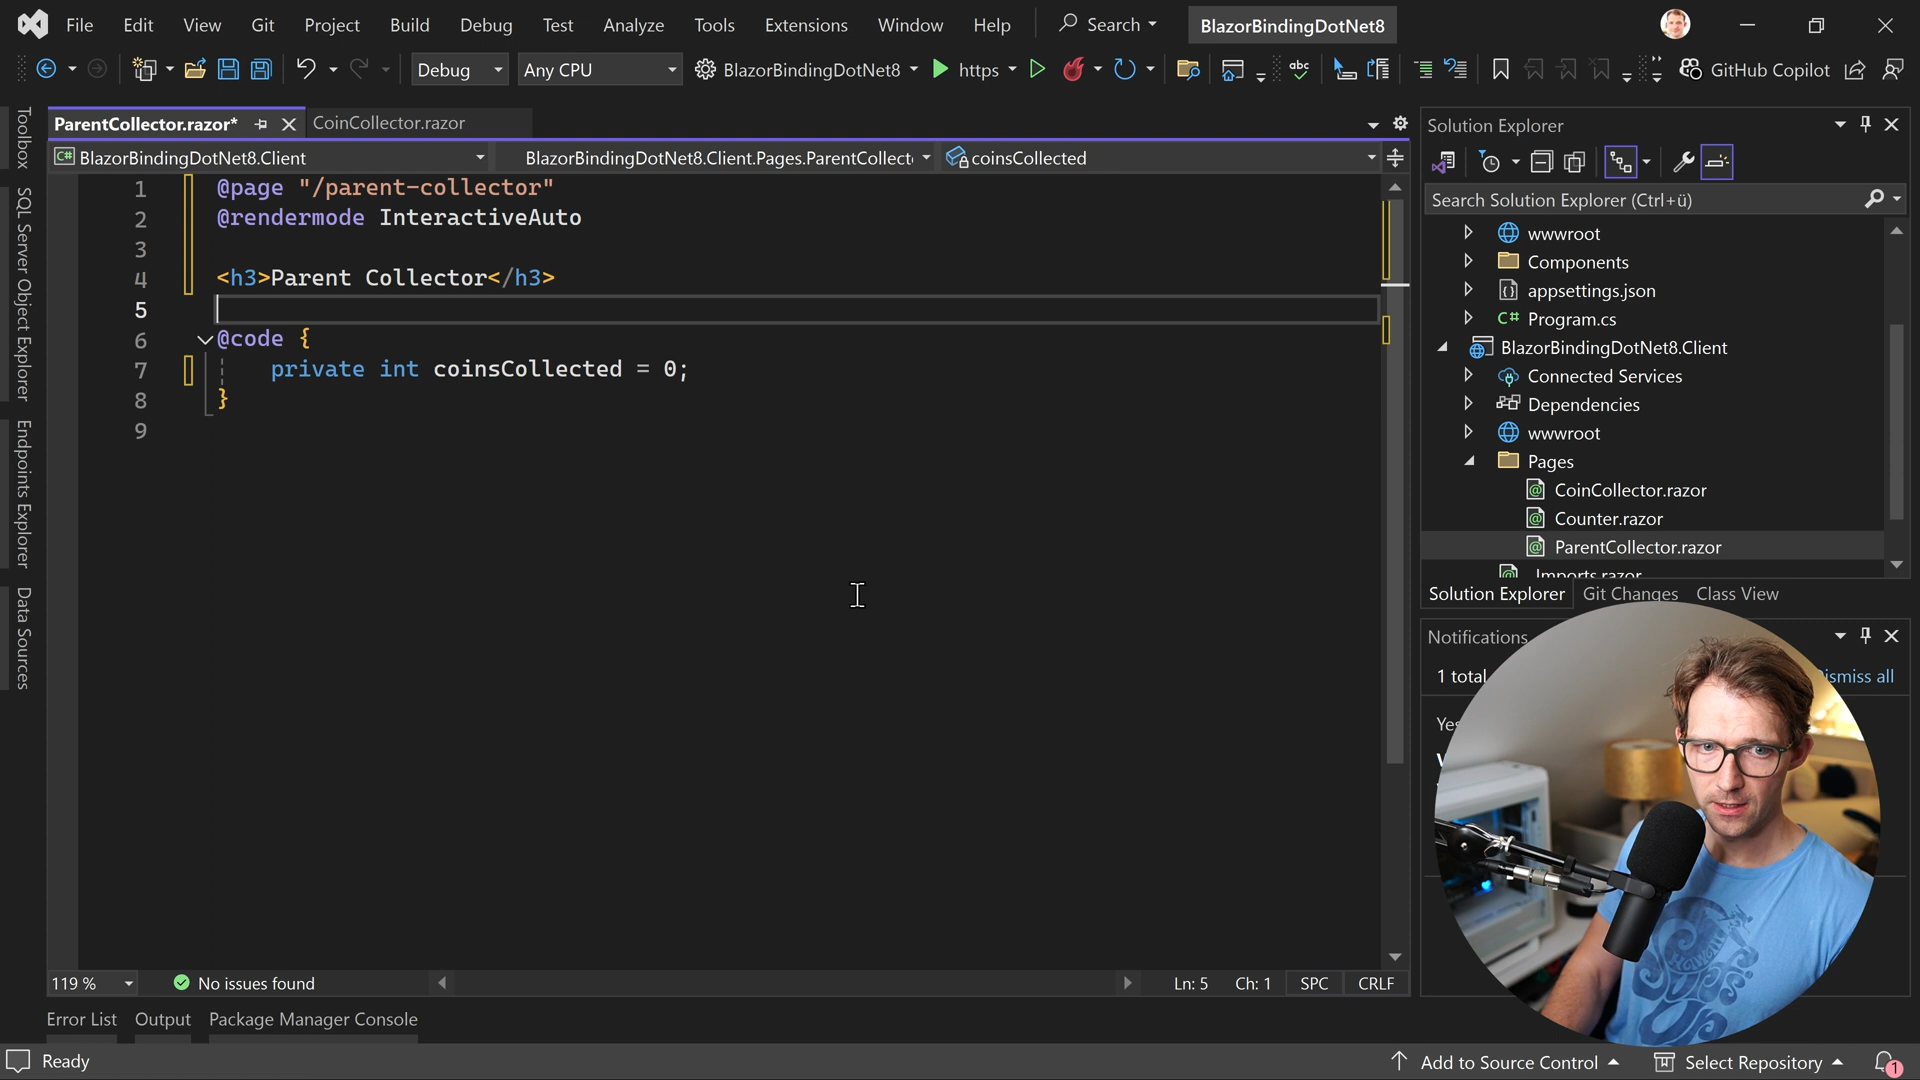 File Edit View Git Project Build Debug Test Analyze Tools Extensions Window Help Search BlazorBindingDotNet8
Debug Any CPU BlazorBindingDotNet8 https abc GitHub Copilot
Toolbox
SQL Server Object Explorer
Endpoints Explorer
Data Sources
ParentCollector.razor* CoinCollector.razor
C# BlazorBindingDotNet8.Client BlazorBindingDotNet8.Client.Pages.ParentCollect coinsCollected
1 @page "/parent-collector"
2 @rendermode InteractiveAuto
3
4 <h3>Parent Collector</h3>
5
6 @code {
7 private int coinsCollected = 0;
8 }
9
119 % No issues found Ln: 5 Ch: 1 SPC CRLF
Solution Explorer
Search Solution Explorer (Ctrl+ü)
wwwroot
Components
appsettings.json
C# Program.cs
BlazorBindingDotNet8.Client
Connected Services
Dependencies
wwwroot
Pages
CoinCollector.razor
Counter.razor
ParentCollector.razor
Imports.razor
Solution Explorer Git Changes Class View
Notifications
1 total ismiss all
Error List Output Package Manager Console
Ready Add to Source Control Select Repository 1